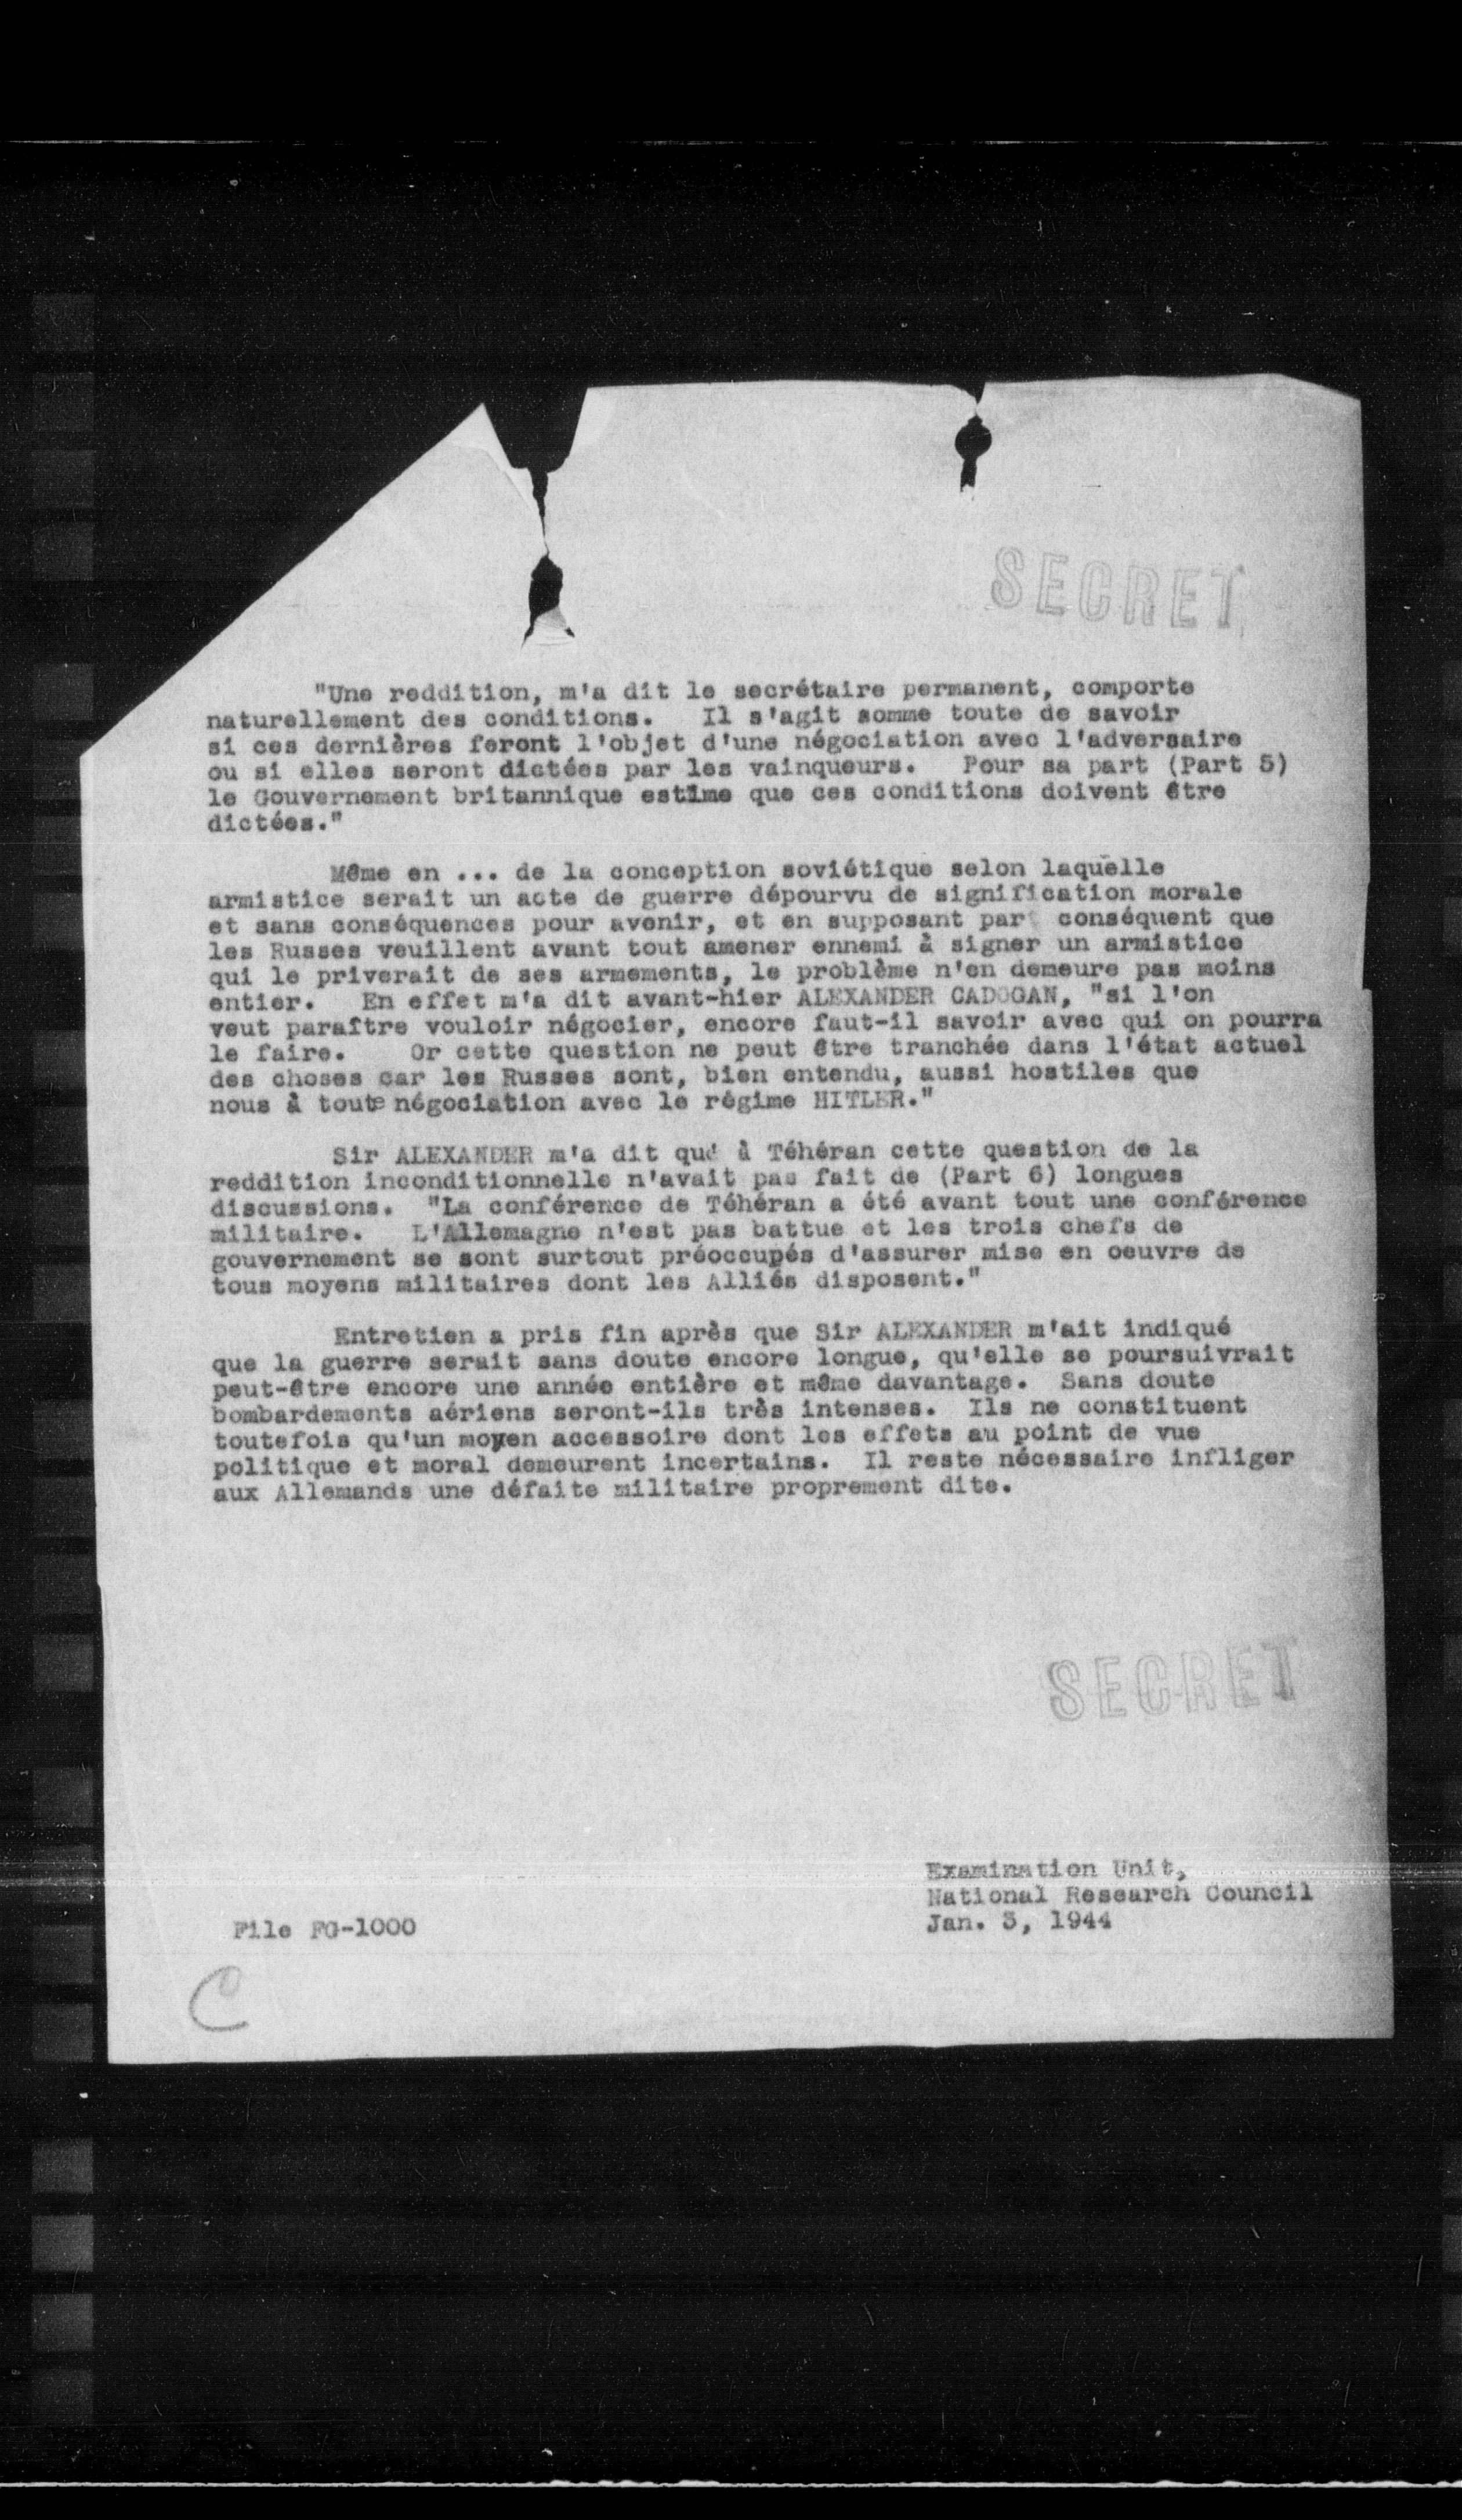 SECRET
"Une reddition, m'a dit le secrétaire permanent, comporte
naturellement des conditions. Il s'agit somme toute de savoir
si ces dernières feront l'objet d'une négociation avec l'adversaire
ou si elles seront dictées par les vainqueurs. Pour sa part (Part 5)
le Gouvernement britannique estime que ces conditions doivent être
dictées."
Même en ... de la conception soviétique selon laquelle
armistice serait un acte de guerre dépourvu de signification morale
et sans conséquences pour avenir, et en supposant par conséquent que
les Russes veuillent avant tout amener ennemi à signer un armistice
qui le priverait de ses armements, le problème n'en demeure pas moins
entier. En effet m'a dit avant-hier ALEXANDER CADOGAN, "si l'on
veut paraître vouloir négocier, encore faut-il savoir avec qui on pourra
le faire. Or cette question ne peut être tranchée dans l'état actuel
des choses car les Russes sont, bien entendu, aussi hostiles que
nous à toute négociation avec le régime HITLER."
Sir ALEXANDER m'a dit que à Téhéran cette question de la
reddition inconditionnelle n'avait pas fait de (Part 6) longues
discussions. "La conférence de Téhéran a été avant tout une conférence
militaire. L'Allemagne n'est pas battue et les trois chefs de
gouvernement se sont surtout préoccupés d'assurer mise en oeuvre de
tous moyens militaires dont les Alliés disposent."
Entretien a pris fin après que Sir ALEXANDER m'ait indiqué
que la guerre serait sans doute encore longue, qu'elle se poursuivrait
peut-être encore une année entière et même davantage. Sans doute
bombardements aériens seront-ils très intenses. Ils ne constituent
toutefois qu'un moyen accessoire dont les effets au point de vue
politique et moral demeurent incertains. Il reste nécessaire infliger
aux Allemands une défaite militaire proprement dite.
SECRET
Examination Unit,
National Research Council
Jan. 3, 1944
File FG-1000
C